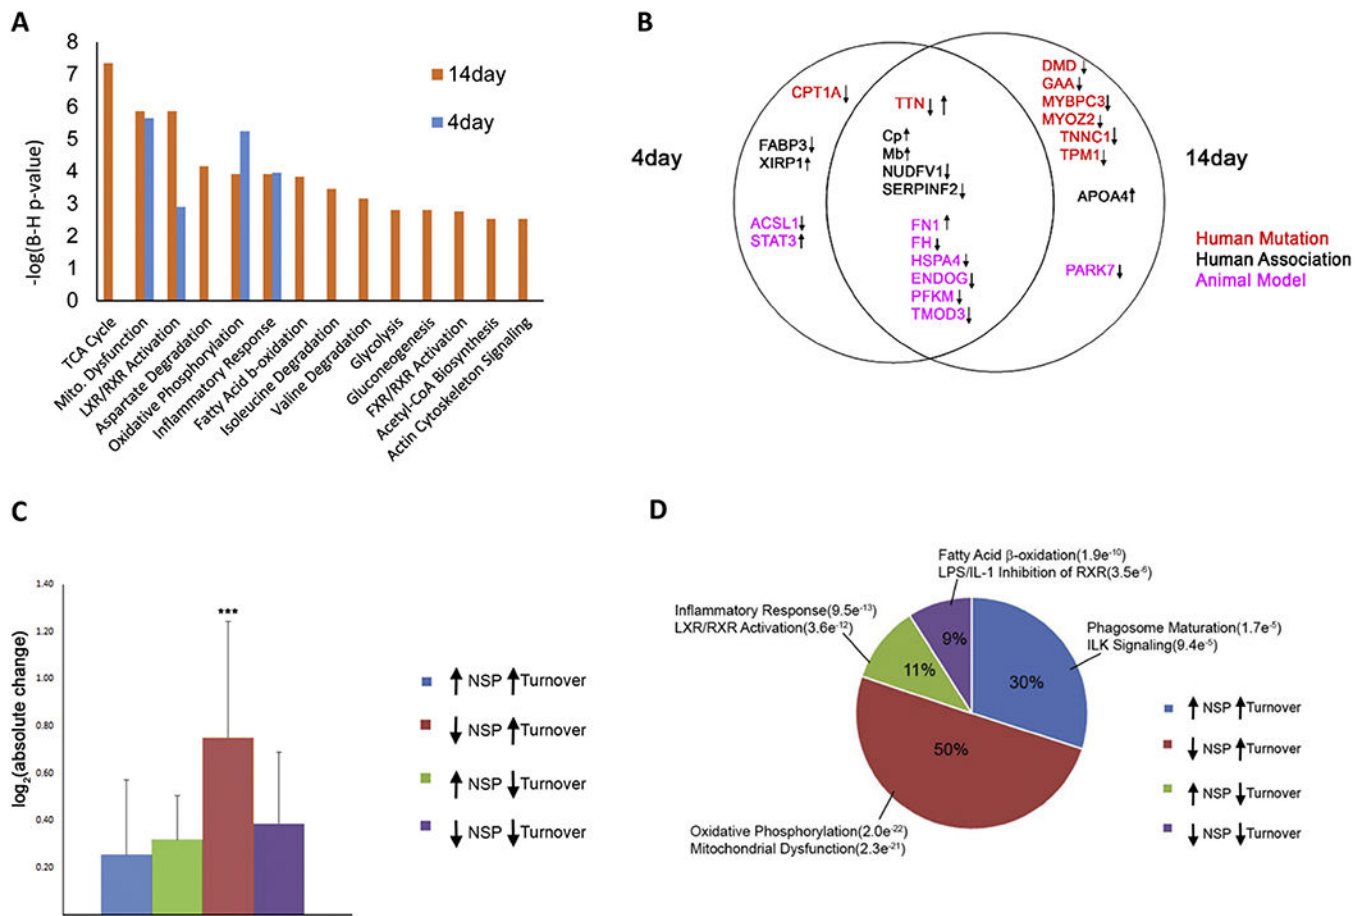 A
-log(B-H p-value)
8
7
6
5
4
3
2
1
0
14day
4day
TCA Cycle
Mito. Dysfunction
LXR/RXR Activation
Aspartate Degradation
Oxidative Phosphorylation
Inflammatory Response
Fatty Acid b-oxidation
Isoleucine Degradation
Valine Degradation
Glycolysis
Gluconeogenesis
FXR/RXR Activation
Acetyl-CoA Biosynthesis
Actin Cytoskeleton Signaling
B
4day
14day
CPT1A↓
FABP3↓
XIRP1↑
ACSL1↓
STAT3↑
TTN↓↑
Cp↑
Mb↑
NUDFV1↓
SERPINF2↓
FN1↑
FH↓
HSPA4↓
ENDOG↓
PFKM↓
TMOD3↓
DMD↓
GAA↓
MYBPC3↓
MYOZ2↓
TNNC1↓
TPM1↓
APOA4↑
PARK7↓
Human Mutation
Human Association
Animal Model
C
log2(absolute change)
1.40
1.20
1.00
0.80
0.60
0.40
0.20
***
↑ NSP ↑Turnover
↓ NSP ↑Turnover
↑ NSP ↓Turnover
↓ NSP ↓Turnover
D
Fatty Acid β-oxidation(1.9e-10)
LPS/IL-1 Inhibition of RXR(3.5e-6)
Inflammatory Response(9.5e-13)
LXR/RXR Activation(3.6e-12)
Phagosome Maturation(1.7e-5)
ILK Signaling(9.4e-5)
9%
11%
30%
50%
Oxidative Phosphorylation(2.0e-22)
Mitochondrial Dysfunction(2.3e-21)
↑ NSP ↑Turnover
↓ NSP ↑Turnover
↑ NSP ↓Turnover
↓ NSP ↓Turnover